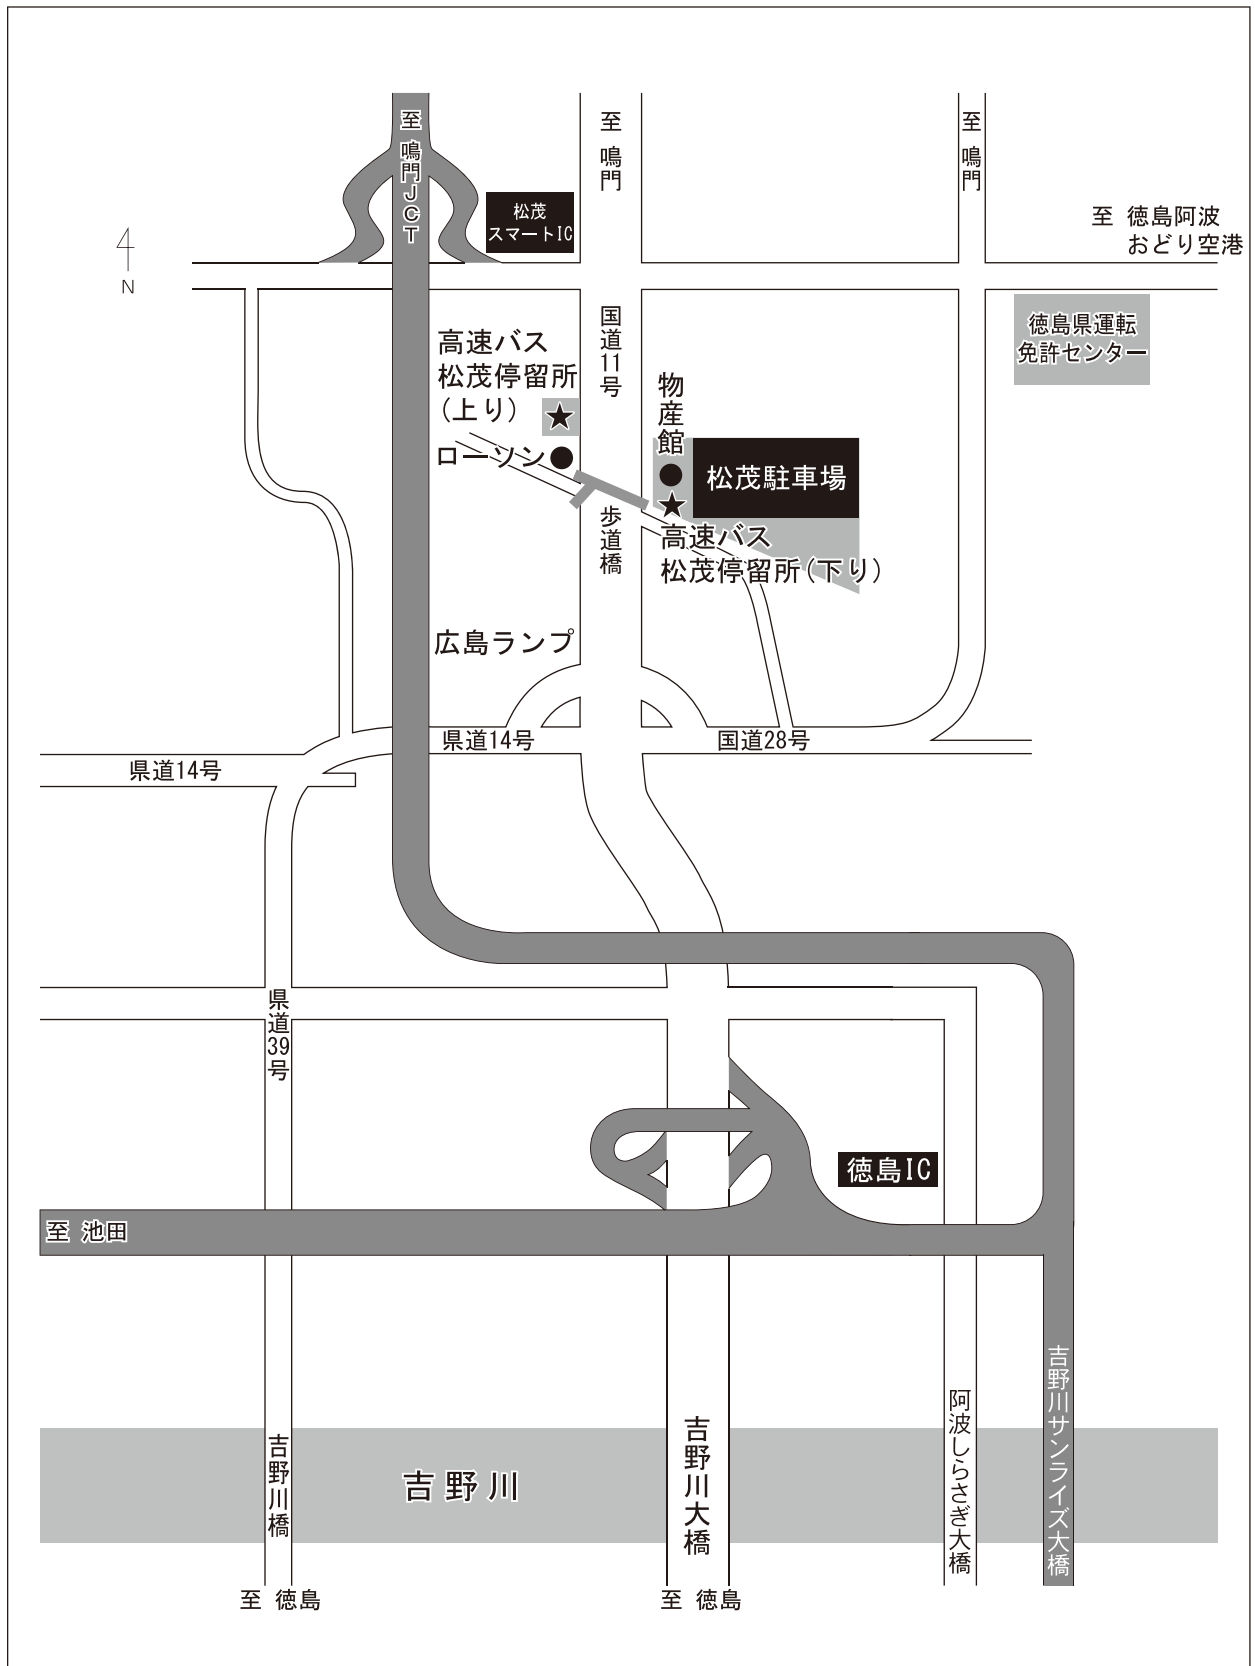 至 鳴門JCT
至 鳴門
至 鳴門
松茂
スマートIC
至 徳島阿波
おどり空港
N
徳島県運転
免許センター
国道11号
高速バス
松茂停留所
(上り)
★
物産館
ローソン●
●
★
松茂駐車場
歩道橋
高速バス
松茂停留所(下り)
広島ランプ
県道14号
国道28号
県道14号
県道39号
徳島IC
至 池田
吉野川サンライズ大橋
阿波しらさぎ大橋
吉野川大橋
吉野川橋
吉野川
至 徳島
至 徳島